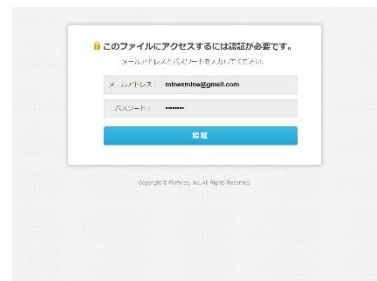 このファイルにアクセスするには認証が必要です。
メールアドレスとパスワードを入力してください。
メールアドレス:
minexmine@gmail.com
パスワード:
••••••••
認証
Copyright © Fileforce, Inc. All Rights Reserved.